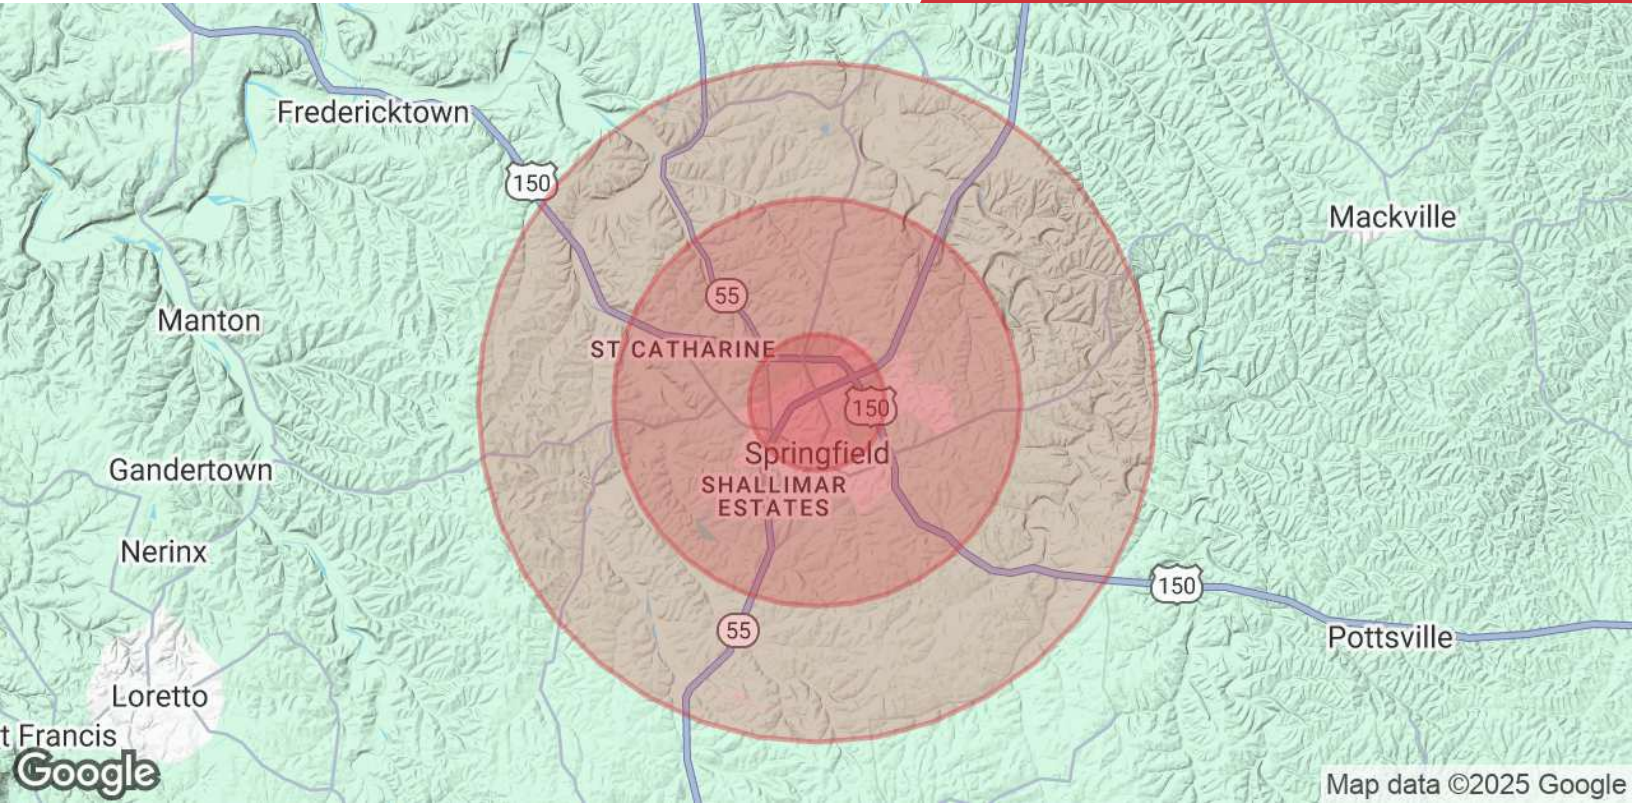 Fredericktown
150
Mackville
55
Manton
ST CATHARINE
150
Springfield
Gandertown
SHALLIMAR
ESTATES
Nerinx
150
55
Pottsville
Loretto
t Francis
Google
Map data ©2025 Google